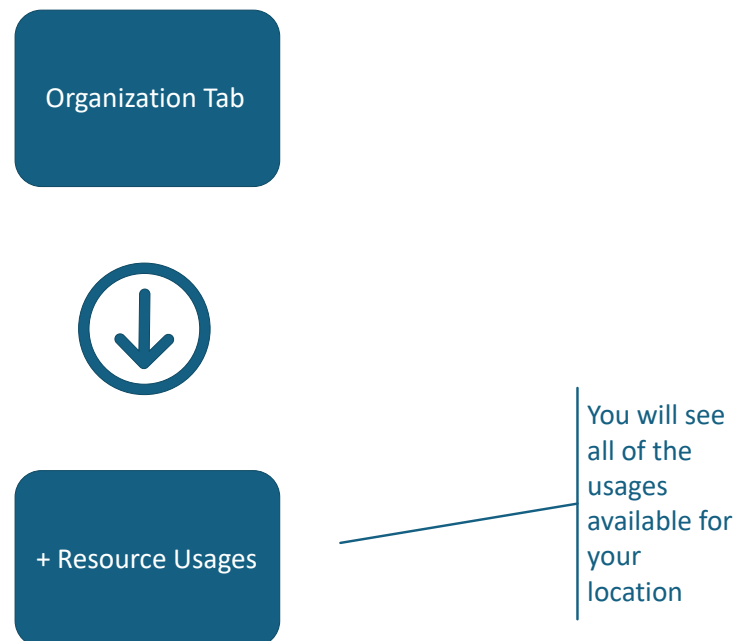 Organization Tab
+ Resource Usages
You will see
all of the
usages
available for
your
location